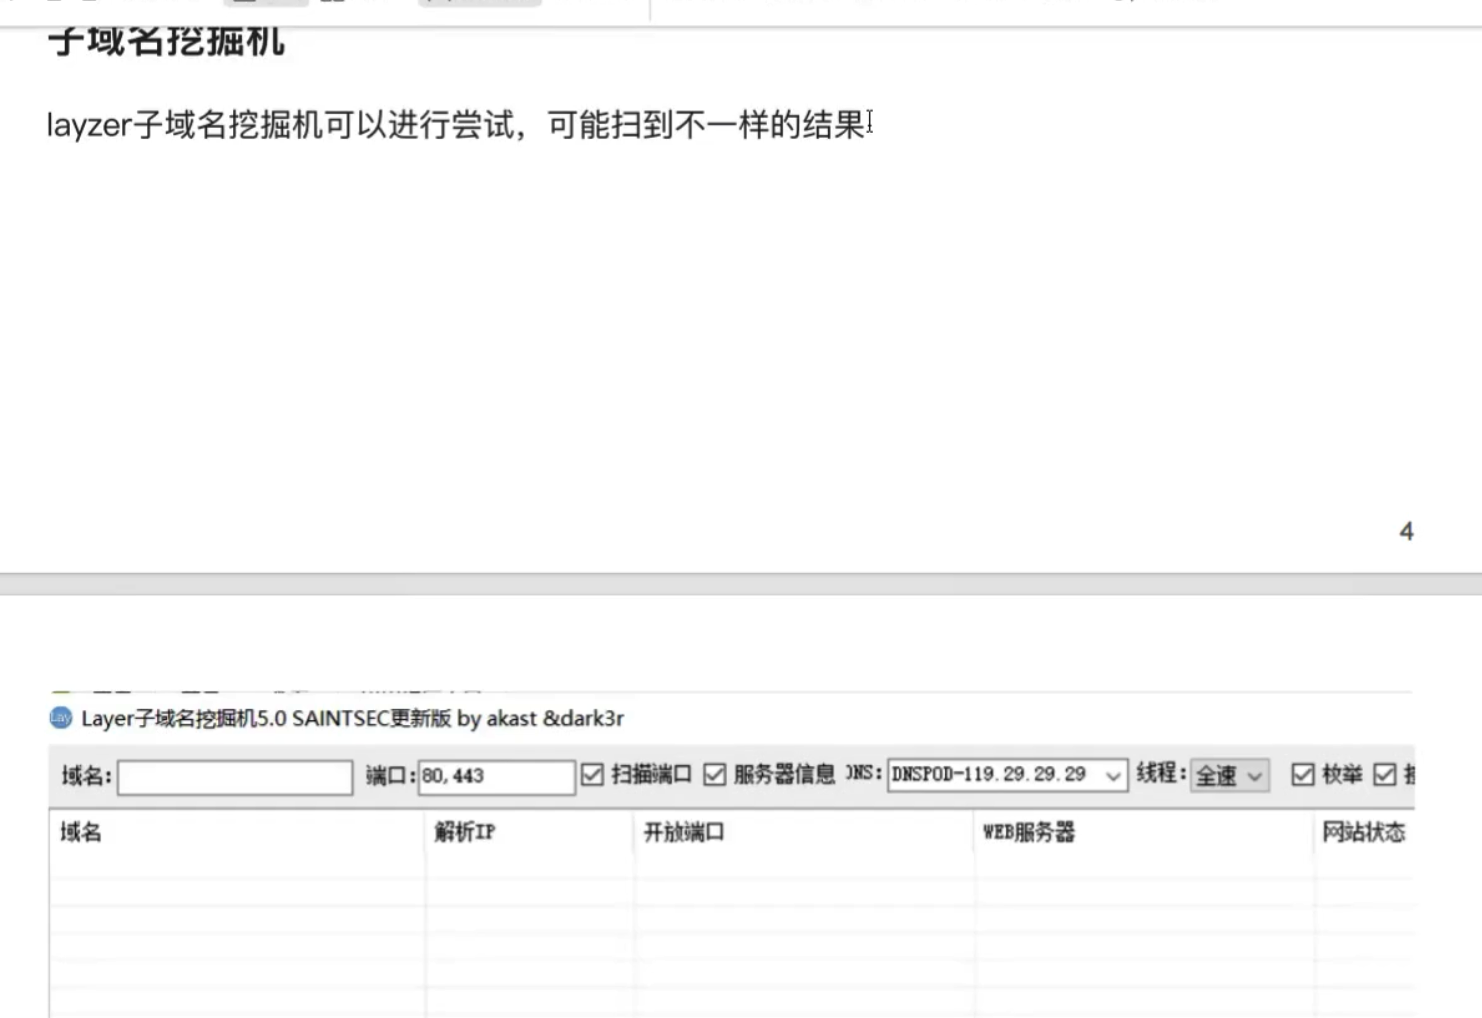 子域名挖掘机
layzer子域名挖掘机可以进行尝试，可能扫到不一样的结果
4
Layer子域名挖掘机5.0 SAINTSEC更新版 by akast &dark3r
域名: 端口: 80,443 扫描端口 服务器信息 DNS: DNSPOD-119.29.29.29 线程: 全速 枚举
域名 解析IP 开放端口 WEB服务器 网站状态